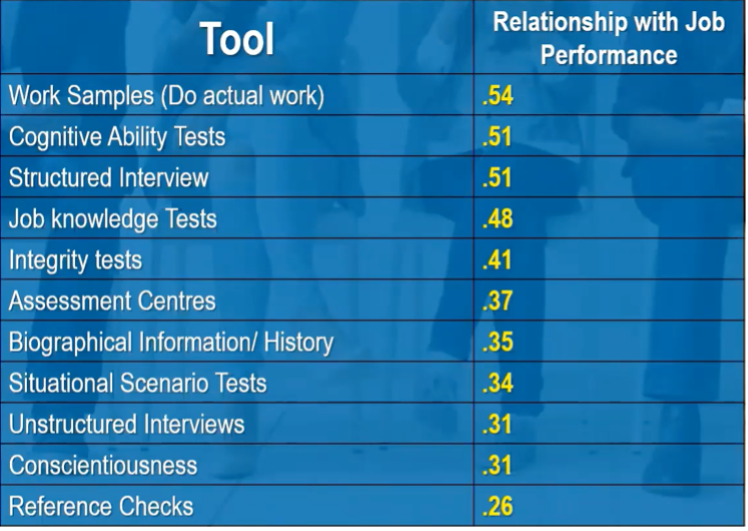 Tool
Relationship with Job
Performance
Work Samples (Do actual work) .54
Cognitive Ability Tests .51
Structured Interview .51
Job knowledge Tests .48
Integrity tests .41
Assessment Centres .37
Biographical Information/ History .35
Situational Scenario Tests .34
Unstructured Interviews .31
Conscientiousness .31
Reference Checks .26